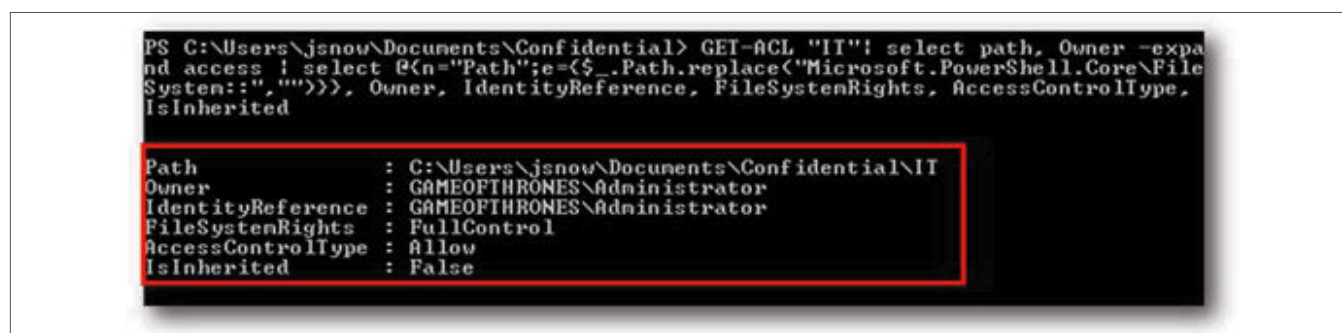 PS C:\Users\jsnow\Documents\Confidential> GET-ACL "IT"| select path, Owner -expa
nd access | select @{n="Path";e={$_.Path.replace("Microsoft.PowerShell.Core\File
System::","")}}, Owner, IdentityReference, FileSystemRights, AccessControlType,
IsInherited
Path : C:\Users\jsnow\Documents\Confidential\IT
Owner : GAMEOFTHRONES\Administrator
IdentityReference : GAMEOFTHRONES\Administrator
FileSystemRights : FullControl
AccessControlType : Allow
IsInherited : False